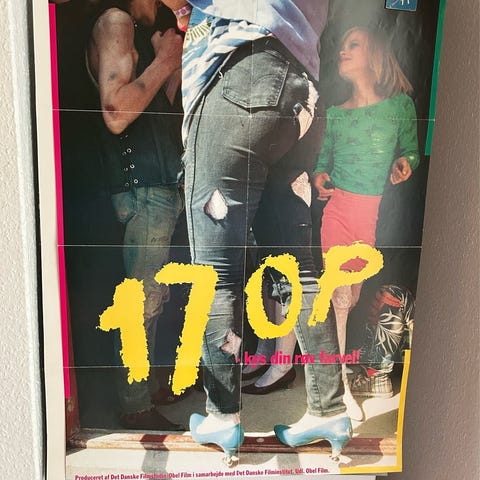 17 OP
kys din røv farvel!
Produceret af Det Danske Filmstudie/Obel Film i samarbejde med Det Danske Filminstitut. Udl. Obel Film.